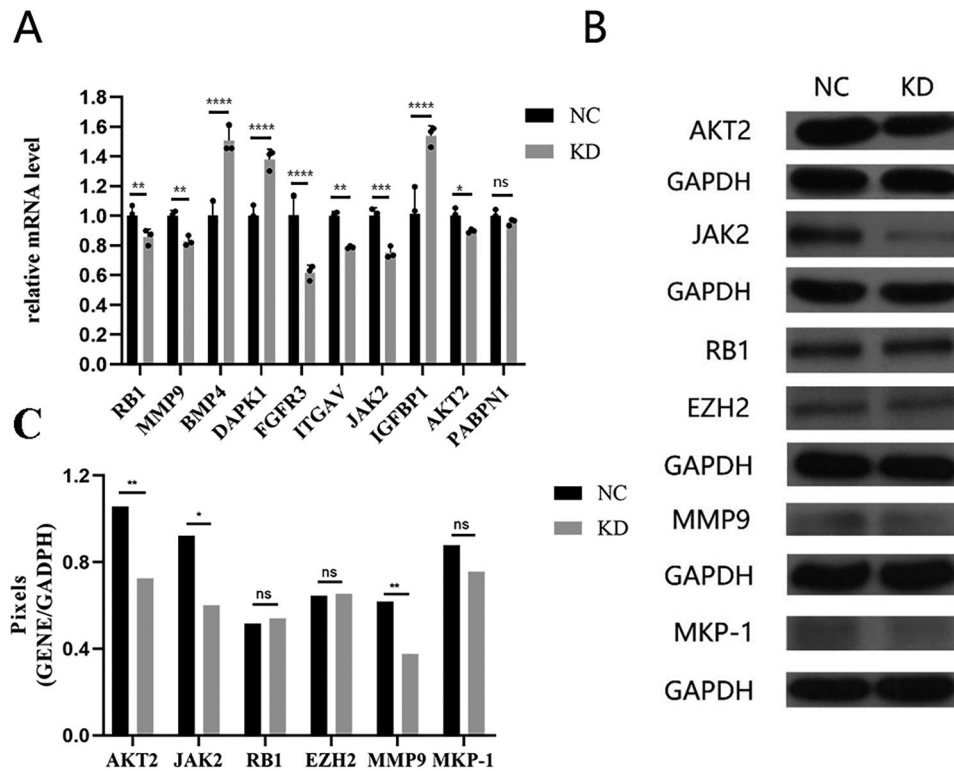 A
relative mRNA level
1.8
1.6
1.4
1.2
1.0
0.8
0.6
0.4
0.2
0.0
** ** **** **** **** ** *** **** * ns
NC
KD
RB1 MMP9 BMP4 DAPK1 FGFR3 ITGAV JAK2 IGFBP1 AKT2 PABPN1
B
NC KD
AKT2
GAPDH
JAK2
GAPDH
RB1
EZH2
GAPDH
MMP9
GAPDH
MKP-1
GAPDH
C
Pixels
(GENE/GADPH)
1.2
0.8
0.4
0.0
** * ns ns ** ns
NC
KD
AKT2 JAK2 RB1 EZH2 MMP9 MKP-1